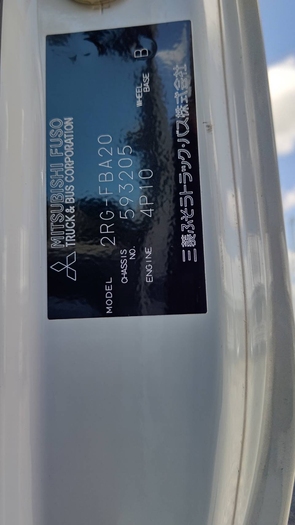 MITSUBISHI FUSO
TRUCK & BUS CORPORATION
MODEL 2RG-FBA20
CHASSIS NO. 593205
ENGINE 4P10 WHEEL BASE B
三菱ふそうトラック・バス株式会社